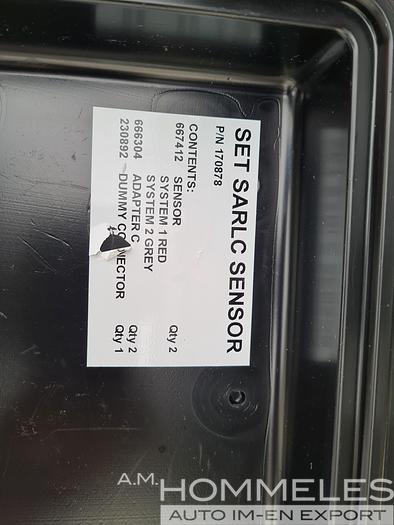 SET SARLC SENSOR
P/N 170878
CONTENTS:
667412 SENSOR Qty 2
SYSTEM 1 RED
SYSTEM 2 GREY
666304 ADAPTER C Qty 2
230892 DUMMY CONNECTOR Qty 1
A.M. HOMMELES
AUTO IM-EN EXPORT